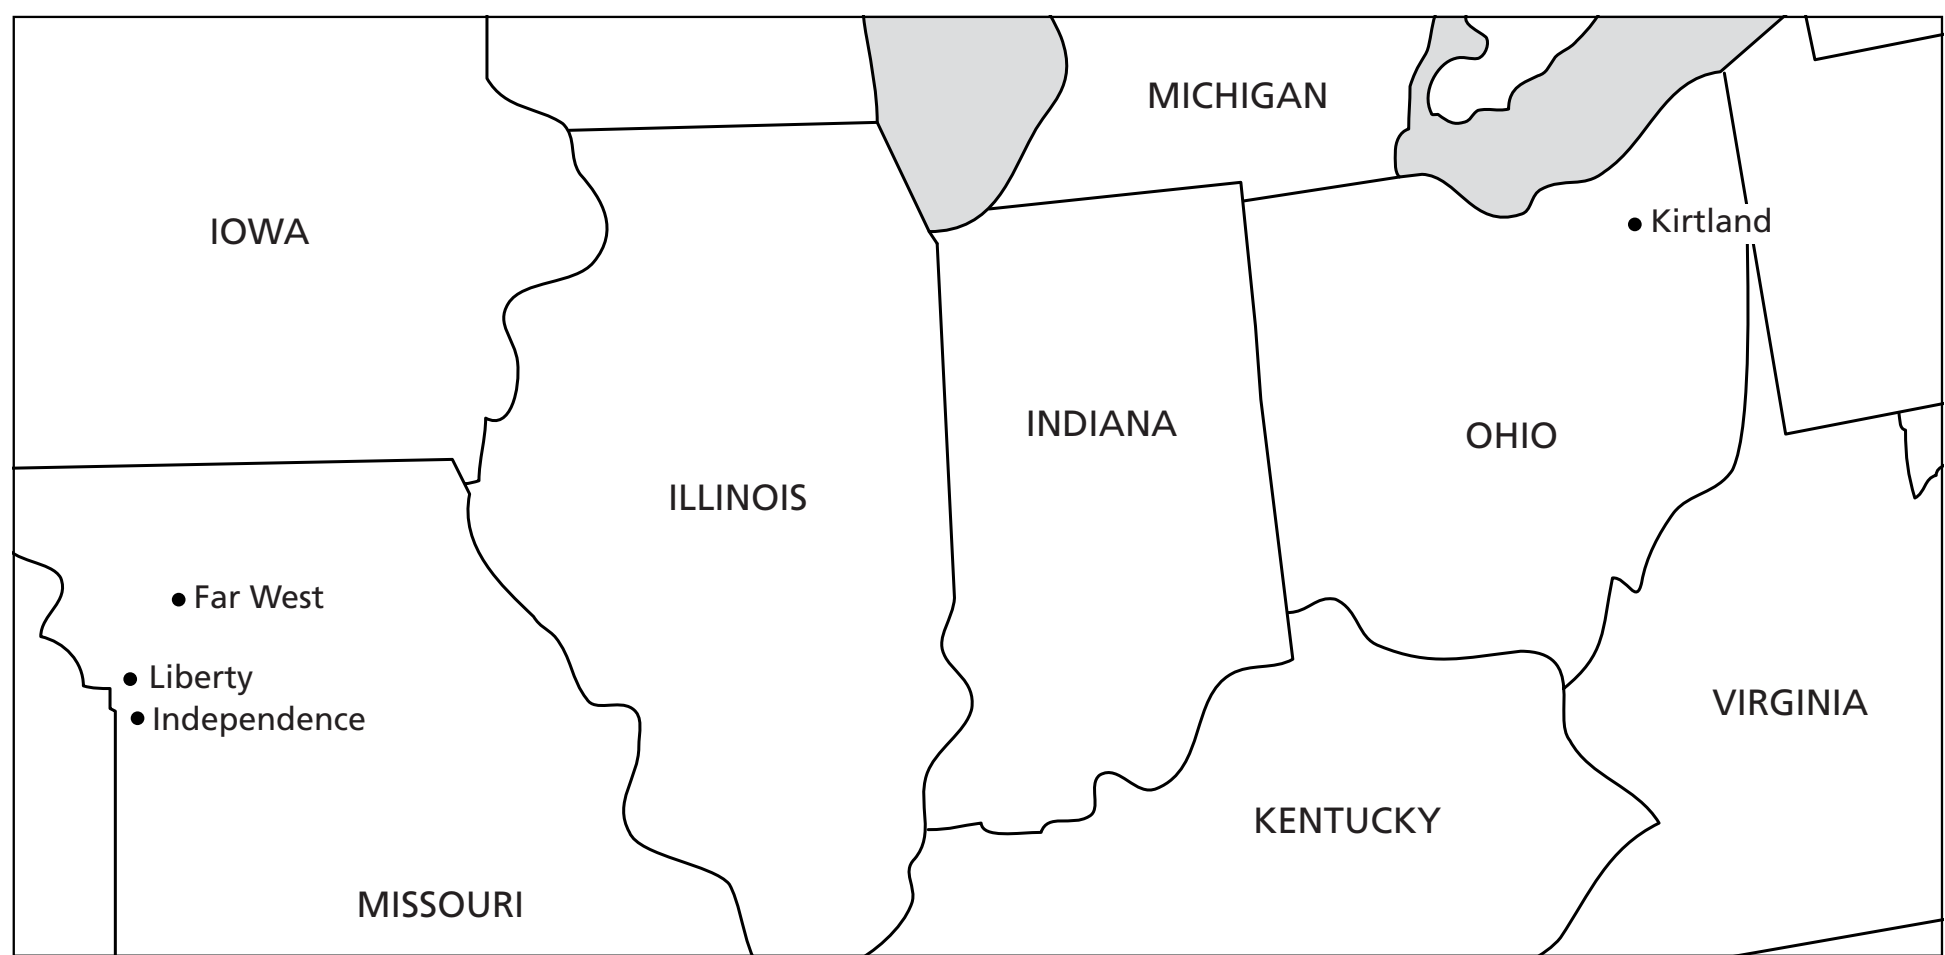 MICHIGAN
IOWA
Kirtland
INDIANA
OHIO
ILLINOIS
Far West
Liberty
Independence
VIRGINIA
KENTUCKY
MISSOURI